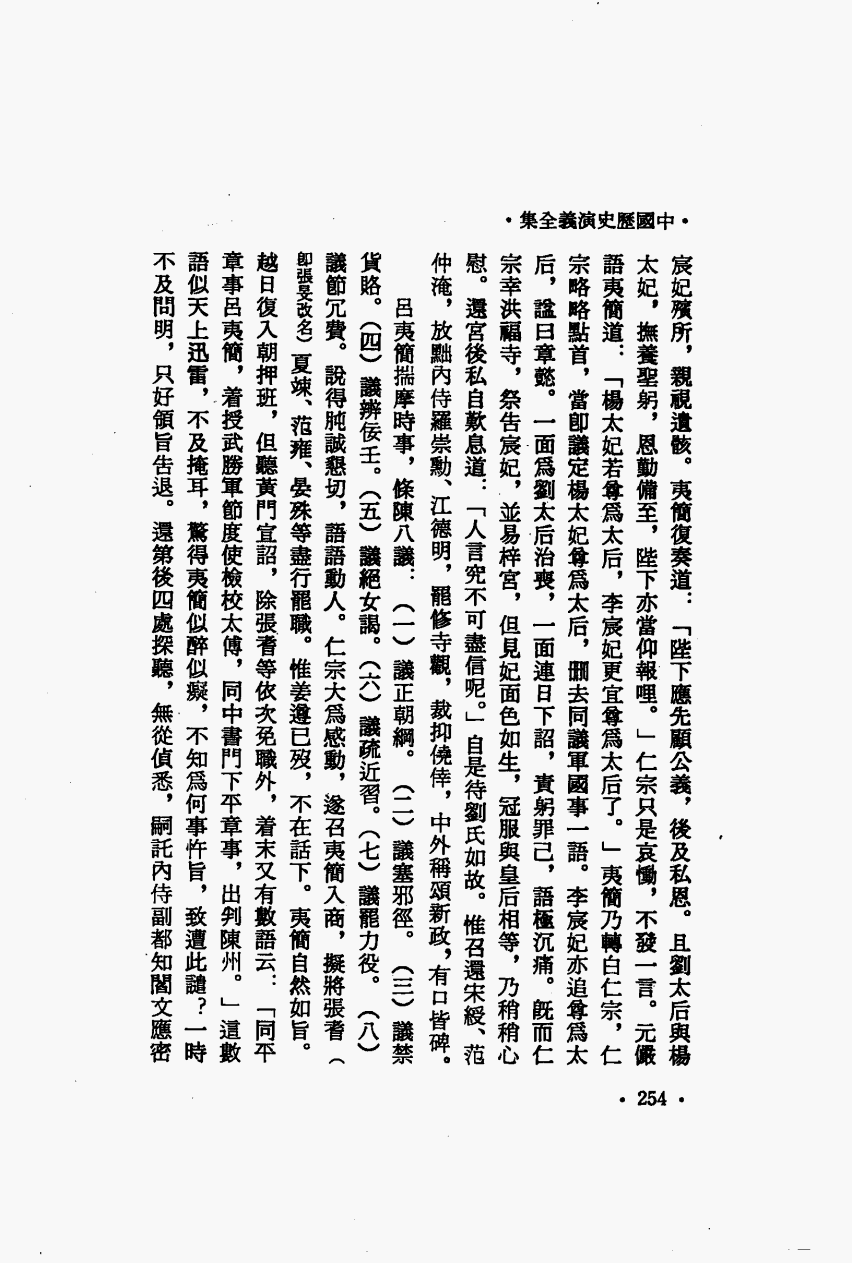 •中國歷史演義全集•
宸妃殯所，親視遺骸。夷簡復奏道：「陛下應先顧公義，後及私恩。且劉太后與楊
太妃，撫養聖躬，恩勤備至，陛下亦當仰報哩。」仁宗只是哀慟，不發一言。元儼
語夷簡道：「楊太妃若尊爲太后，李宸妃更宜尊爲太后了。」夷簡乃轉白仁宗，仁
宗略略點首，當卽議定楊太妃尊爲太后，刪去同議軍國事一語。李宸妃亦追尊爲太
后，諡曰章懿。一面爲劉太后治喪，一面連日下詔，責躬罪己，語極沉痛。旣而仁
宗幸洪福寺，祭告宸妃，並易梓宮，但見妃面色如生，冠服與皇后相等，乃稍稍心
慰。還宮後私自歎息道：「人言究不可盡信呢。」自是待劉氏如故。惟召還宋綬、范
仲淹，放黜內侍羅崇勳、江德明，罷修寺觀，裁抑僥倖，中外稱頌新政，有口皆碑。
呂夷簡揣摩時事，條陳八議：（一）議正朝綱。（二）議塞邪徑。（三）議禁
貨賂。（四）議辨佞壬。（五）議絕女謁。（六）議疏近習。（七）議罷力役。（八）
議節冗費。說得肫誠懇切，語語動人。仁宗大爲感動，遂召夷簡入商，擬將張耆（
卽張旻改名）夏竦、范雍、晏殊等盡行罷職。惟姜遵已歿，不在話下。夷簡自然如旨。
越日復入朝押班，但聽黃門宣詔，除張耆等依次免職外，着末又有數語云：「同平
章事呂夷簡，着授武勝軍節度使檢校太傅，同中書門下平章事，出判陳州。」這數
語似天上迅雷，不及掩耳，驚得夷簡似醉似癡，不知爲何事忤旨，致遭此譴？一時
不及問明，只好領旨告退。還第後四處探聽，無從偵悉，嗣託內侍副都知閻文應密
• 254 •